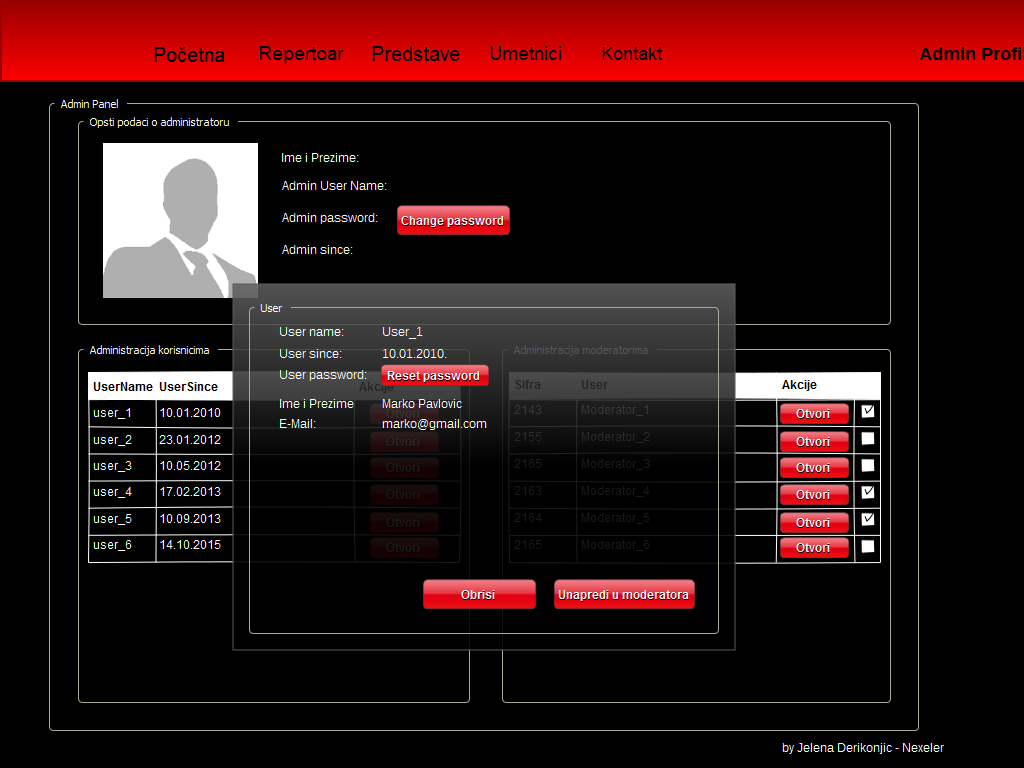 Početna Repertoar Predstave Umetnici Kontakt Admin Profil
Admin Panel
Opsti podaci o administratoru
Ime i Prezime:
Admin User Name:
Admin password: Change password
Admin since:
User
User name: User_1
User since: 10.01.2010.
User password: Reset password
Ime i Prezime Marko Pavlovic
E-Mail: marko@gmail.com
Obrisi Unapredi u moderatora
Administracija korisnicima
UserName UserSince Akcije
user_1 10.01.2010 Otvori
user_2 23.01.2012 Otvori
user_3 10.05.2012 Otvori
user_4 17.02.2013 Otvori
user_5 10.09.2013 Otvori
user_6 14.10.2015 Otvori
Administracija moderatorima
Sifra User Akcije
2143 Moderator_1 Otvori
2155 Moderator_2 Otvori
2165 Moderator_3 Otvori
2163 Moderator_4 Otvori
2164 Moderator_5 Otvori
2165 Moderator_6 Otvori
by Jelena Derikonjic - Nexeler